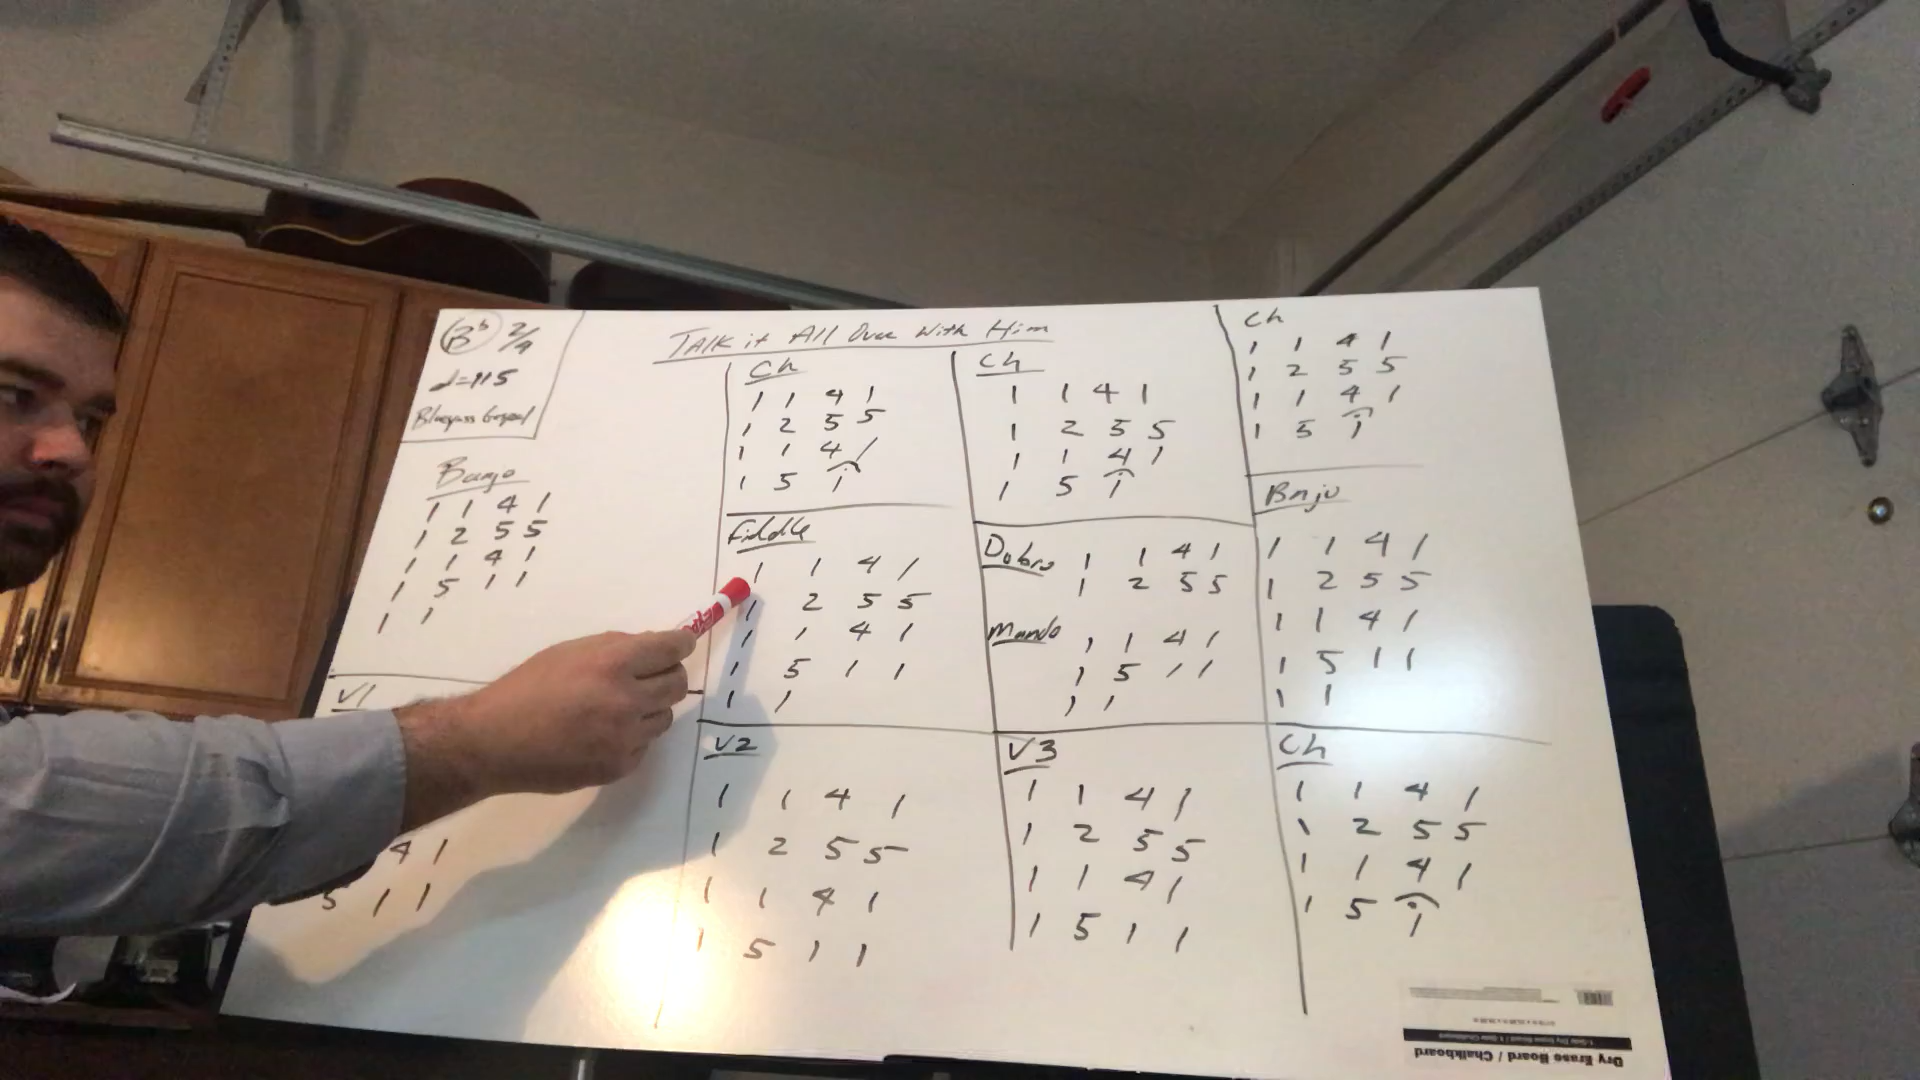 Talk it All Over With Him
Bb 2/4
♩=115
Bluegrass Gospel
Banjo
1 1 4 1
1 2 5 5
1 1 4 1
1 5 1 1
1 1
V1
4 1
5 1 1
Ch
1 1 4 1
1 2 5 5
1 1 4 1
1 5 1
Fiddle
1 1 4 1
1 2 5 5
1 1 4 1
1 5 1 1
1 1
V2
1 1 4 1
1 2 5 5
1 1 4 1
1 5 1 1
Ch
1 1 4 1
1 2 5 5
1 1 4 1
1 5 1
Dobro 1 1 4 1
1 2 5 5
Mando 1 1 4 1
1 5 1 1
1 1
V3
1 1 4 1
1 2 5 5
1 1 4 1
1 5 1 1
Ch
1 1 4 1
1 2 5 5
1 1 4 1
1 5 1
Banjo
1 1 4 1
1 2 5 5
1 1 4 1
1 5 1 1
1 1
Ch
1 1 4 1
1 2 5 5
1 1 4 1
1 5 1
EXPO
Dry Erase Board / Chalkboard